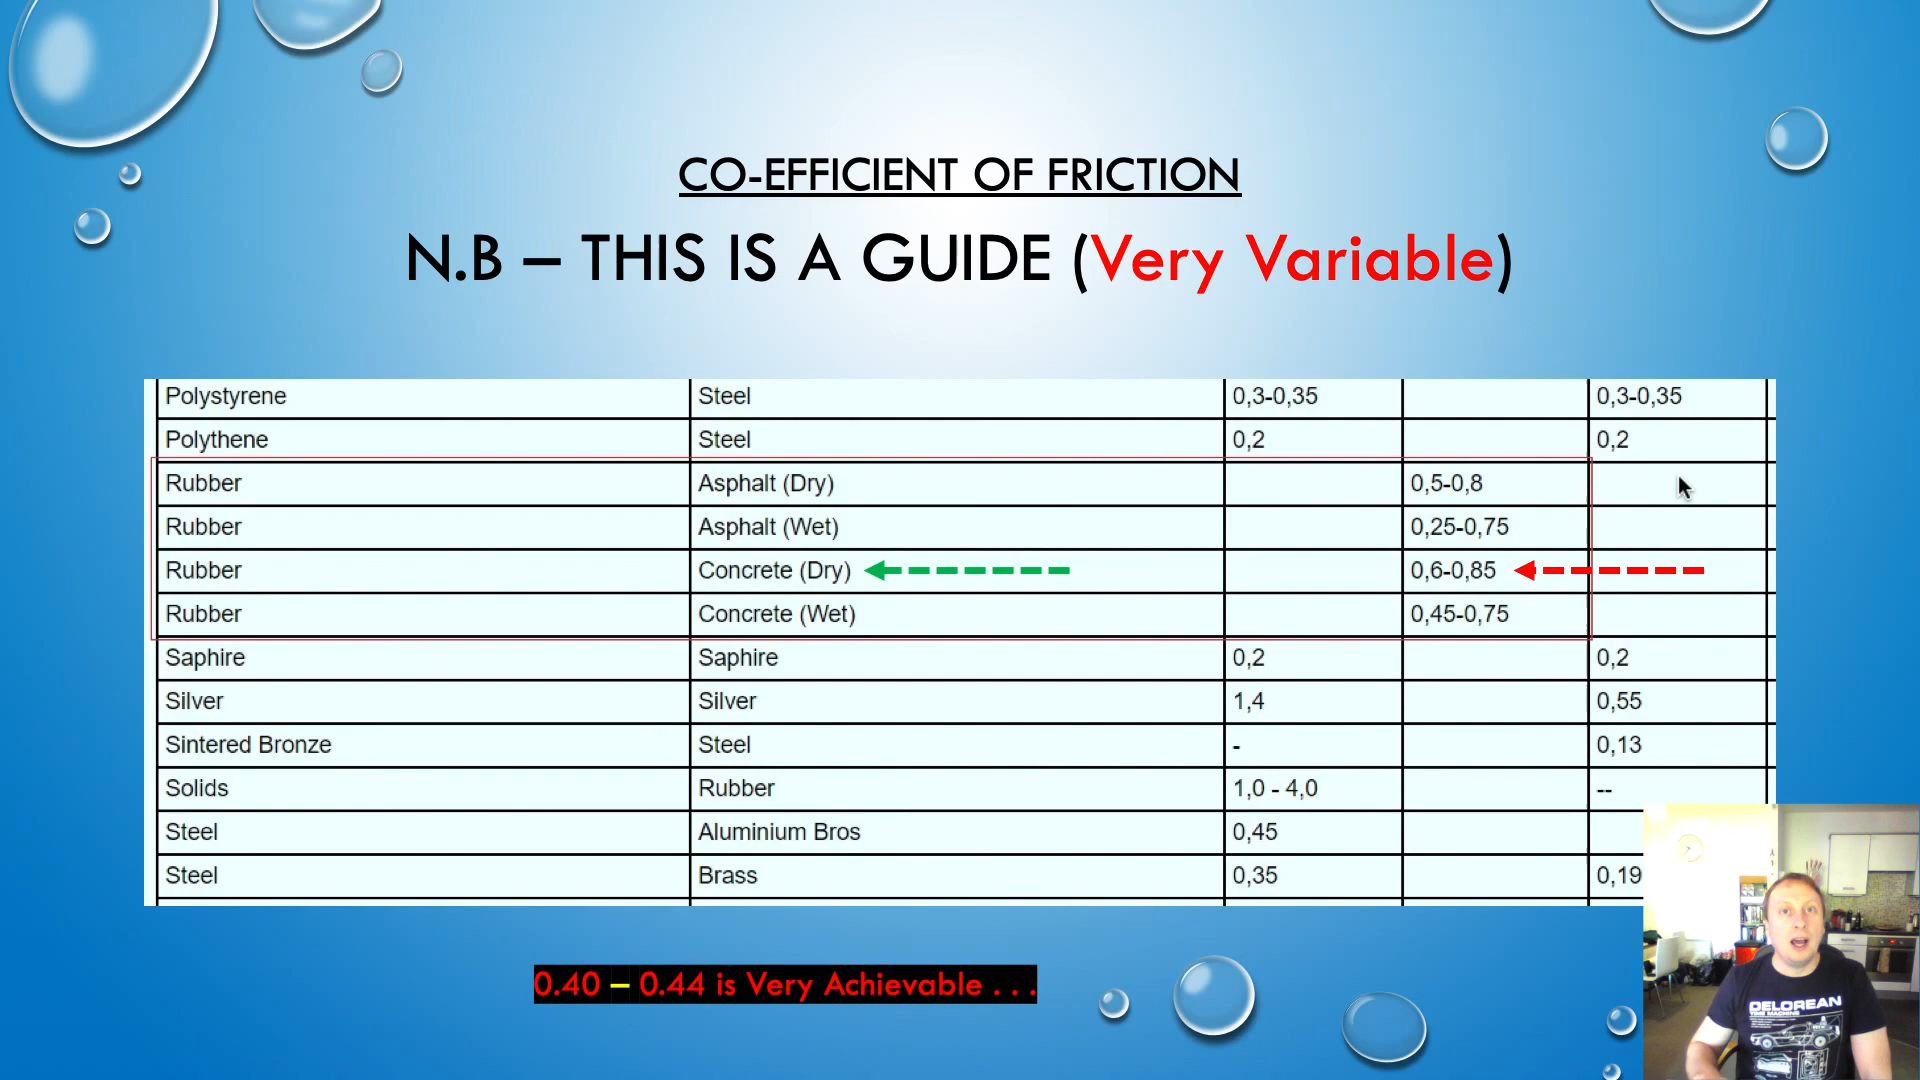 CO-EFFICIENT OF FRICTION
N.B – THIS IS A GUIDE (Very Variable)
Polystyrene Steel 0,3-0,35 0,3-0,35
Polythene Steel 0,2 0,2
Rubber Asphalt (Dry) 0,5-0,8
Rubber Asphalt (Wet) 0,25-0,75
Rubber Concrete (Dry) 0,6-0,85
Rubber Concrete (Wet) 0,45-0,75
Saphire Saphire 0,2 0,2
Silver Silver 1,4 0,55
Sintered Bronze Steel - 0,13
Solids Rubber 1,0 - 4,0 --
Steel Aluminium Bros 0,45
Steel Brass 0,35 0,19
0.40 – 0.44 is Very Achievable . . .
DELOREAN
TIME MACHINE